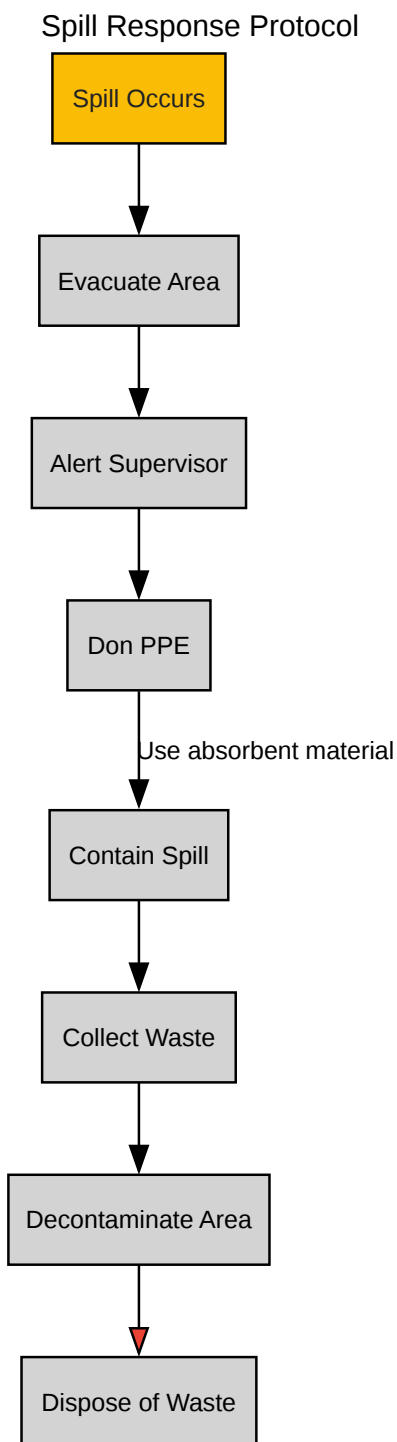 Spill Response Protocol
Spill Occurs
Evacuate Area
Alert Supervisor
Don PPE
Use absorbent material
Contain Spill
Collect Waste
Decontaminate Area
Dispose of Waste